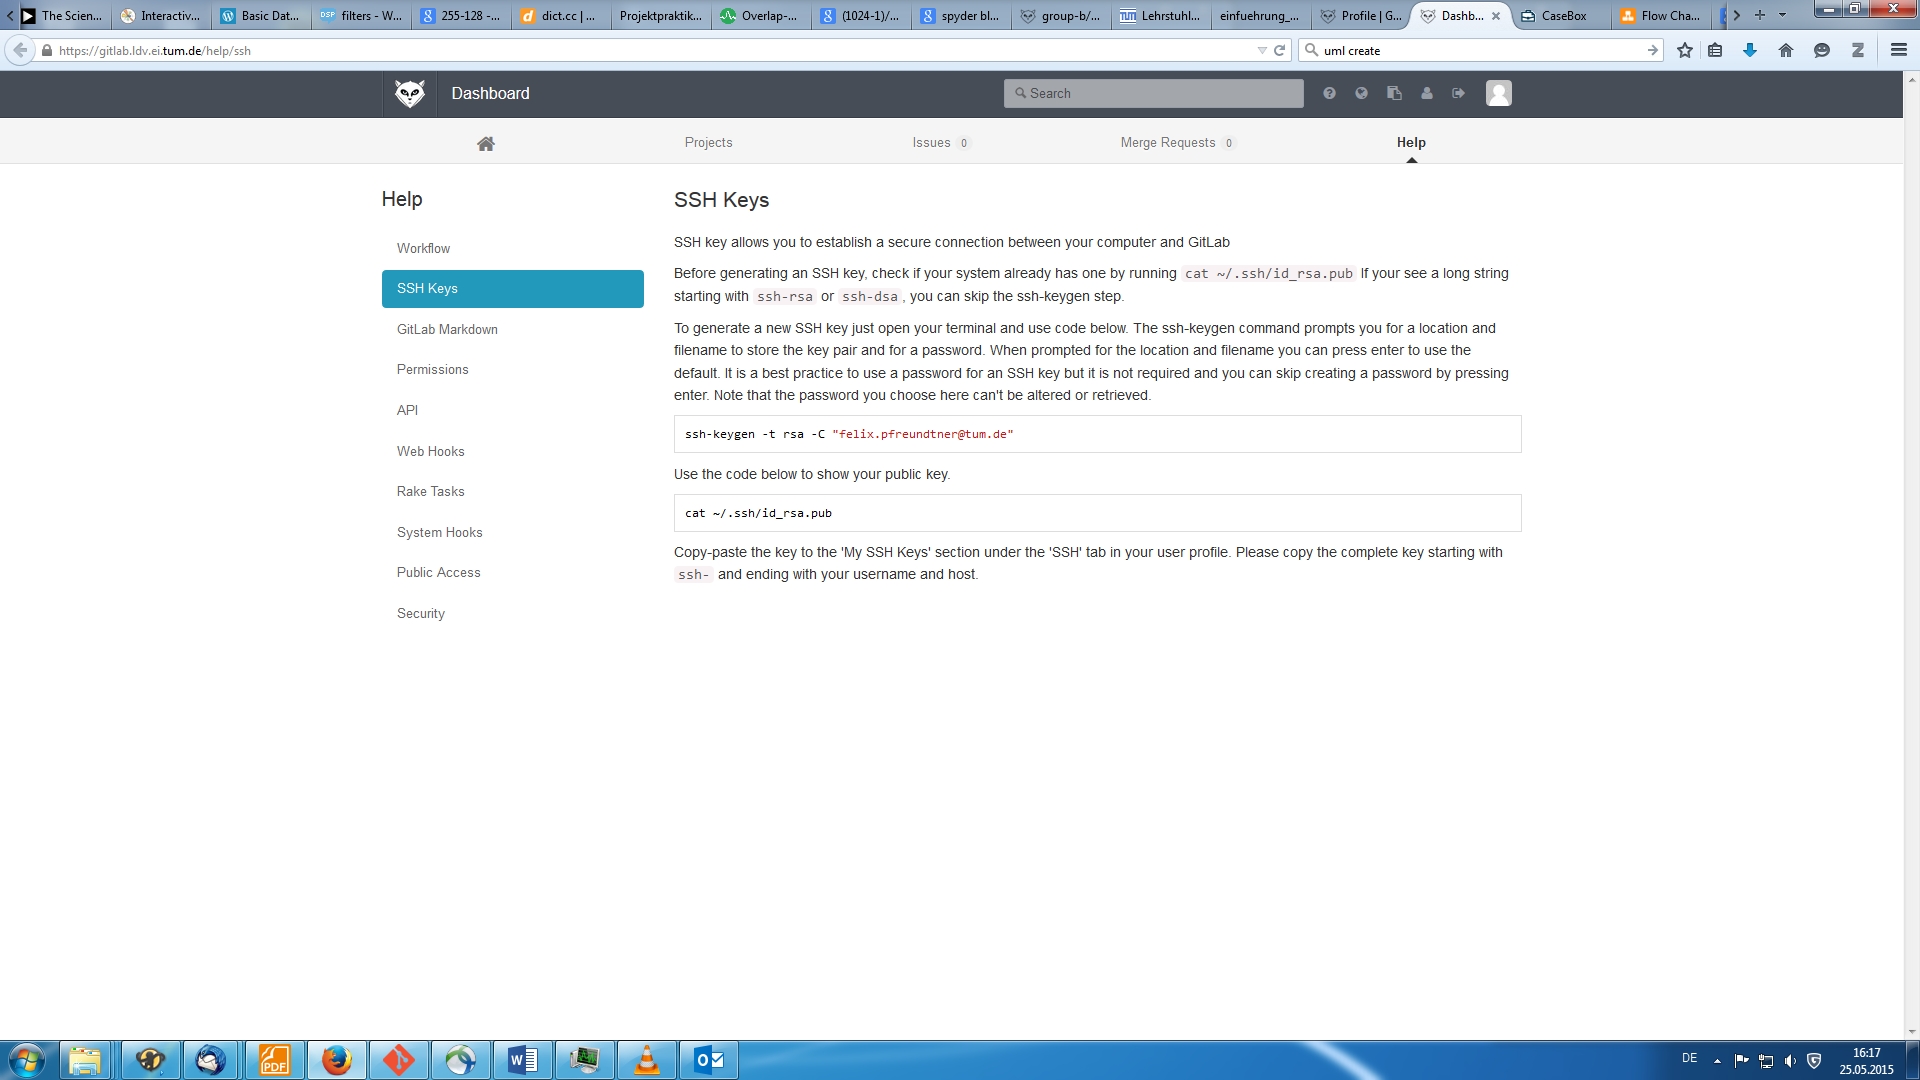 The Scien...
Interactiv...
Basic Dat...
DSP filters - W...
255-128 -...
dict.cc | ...
Projektpraktik...
Overlap-...
(1024-1)/...
spyder bl...
group-b/...
TUM Lehrstuhl...
einfuehrung_...
Profile | G...
Dashb...
CaseBox
Flow Cha...
https://gitlab.ldv.ei.tum.de/help/ssh
uml create
Dashboard
Search
Projects
Issues 0
Merge Requests 0
Help
Help
Workflow
SSH Keys
GitLab Markdown
Permissions
API
Web Hooks
Rake Tasks
System Hooks
Public Access
Security
SSH Keys
SSH key allows you to establish a secure connection between your computer and GitLab
Before generating an SSH key, check if your system already has one by running cat ~/.ssh/id_rsa.pub If your see a long string
starting with ssh-rsa or ssh-dsa , you can skip the ssh-keygen step.
To generate a new SSH key just open your terminal and use code below. The ssh-keygen command prompts you for a location and
filename to store the key pair and for a password. When prompted for the location and filename you can press enter to use the
default. It is a best practice to use a password for an SSH key but it is not required and you can skip creating a password by pressing
enter. Note that the password you choose here can't be altered or retrieved.
ssh-keygen -t rsa -C "felix.pfreundtner@tum.de"
Use the code below to show your public key.
cat ~/.ssh/id_rsa.pub
Copy-paste the key to the 'My SSH Keys' section under the 'SSH' tab in your user profile. Please copy the complete key starting with
ssh- and ending with your username and host.
PDF
DE
16:17
25.05.2015